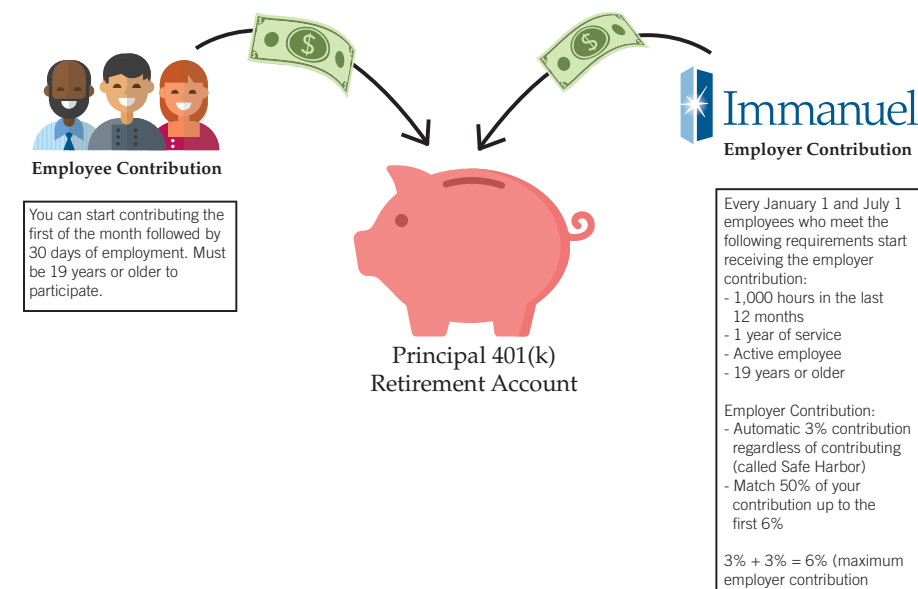 $
$
Immanuel
Employee Contribution
Employer Contribution
You can start contributing the
first of the month followed by
30 days of employment. Must
be 19 years or older to
participate.
Principal 401(k)
Retirement Account
Every January 1 and July 1
employees who meet the
following requirements start
receiving the employer
contribution:
- 1,000 hours in the last
12 months
- 1 year of service
- Active employee
- 19 years or older
Employer Contribution:
- Automatic 3% contribution
regardless of contributing
(called Safe Harbor)
- Match 50% of your
contribution up to the
first 6%
3% + 3% = 6% (maximum
employer contribution